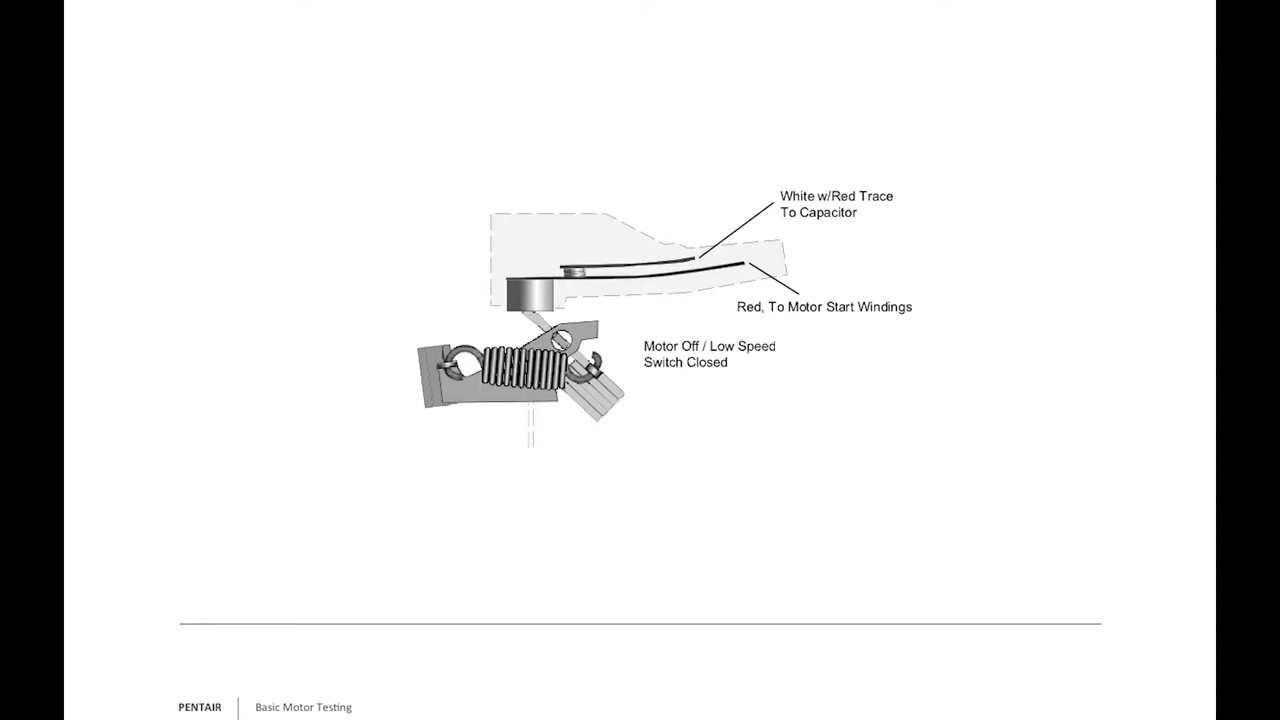 White w/Red Trace
To Capacitor
Red, To Motor Start Windings
Motor Off / Low Speed
Switch Closed
PENTAIR
Basic Motor Testing